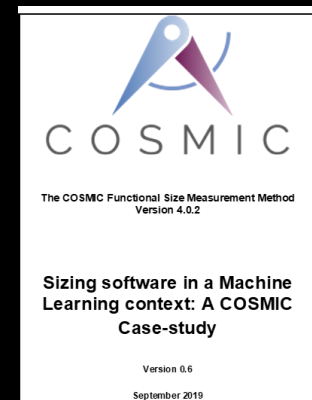 COSMIC
The COSMIC Functional Size Measurement Method
Version 4.0.2
Sizing software in a Machine
Learning context: A COSMIC
Case-study
Version 0.6
September 2019